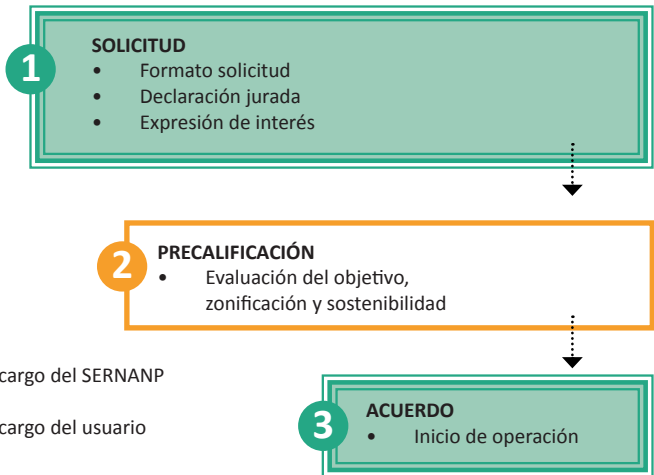 1
SOLICITUD
• Formato solicitud
• Declaración jurada
• Expresión de interés
2
PRECALIFICACIÓN
• Evaluación del objetivo,
zonificación y sostenibilidad
cargo del SERNANP
cargo del usuario
3
ACUERDO
• Inicio de operación